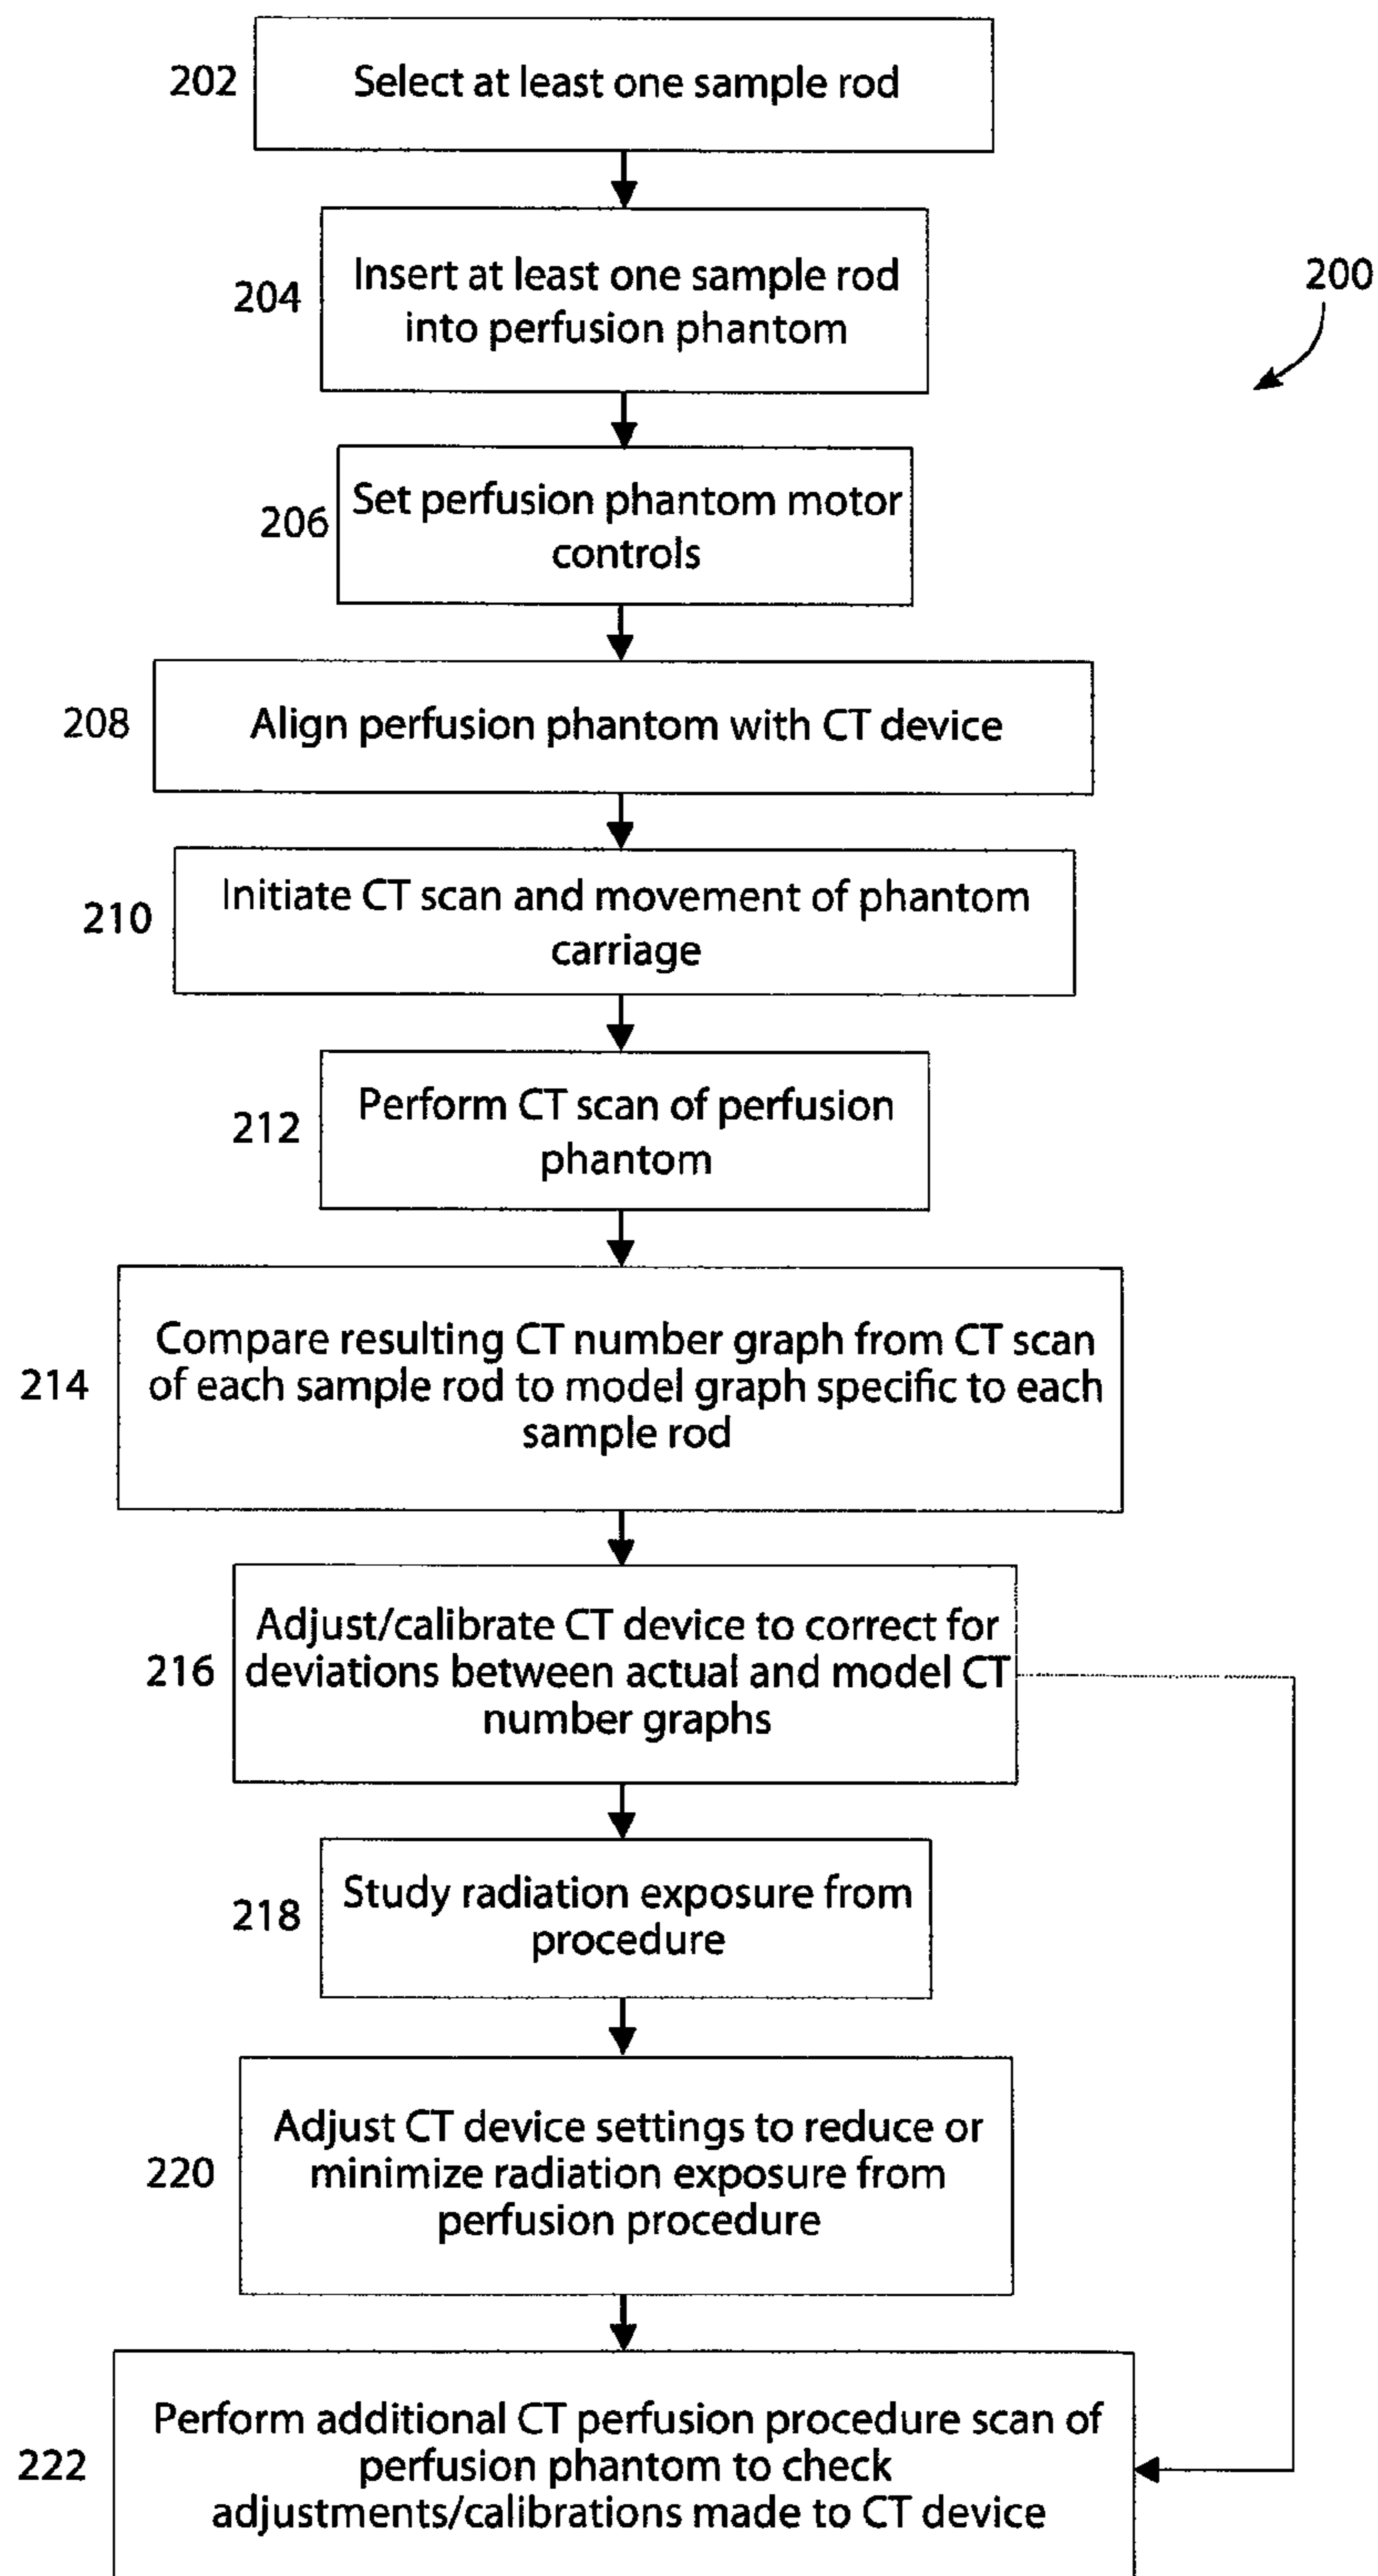 202
Select at least one sample rod
204
Insert at least one sample rod
into perfusion phantom
200
206
Set perfusion phantom motor
controls
208
Align perfusion phantom with CT device
210
Initiate CT scan and movement of phantom
carriage
212
Perform CT scan of perfusion
phantom
214
Compare resulting CT number graph from CT scan
of each sample rod to model graph specific to each
sample rod
216
Adjust/calibrate CT device to correct for
deviations between actual and model CT
number graphs
218
Study radiation exposure from
procedure
220
Adjust CT device settings to reduce or
minimize radiation exposure from
perfusion procedure
222
Perform additional CT perfusion procedure scan of
perfusion phantom to check
adjustments/calibrations made to CT device